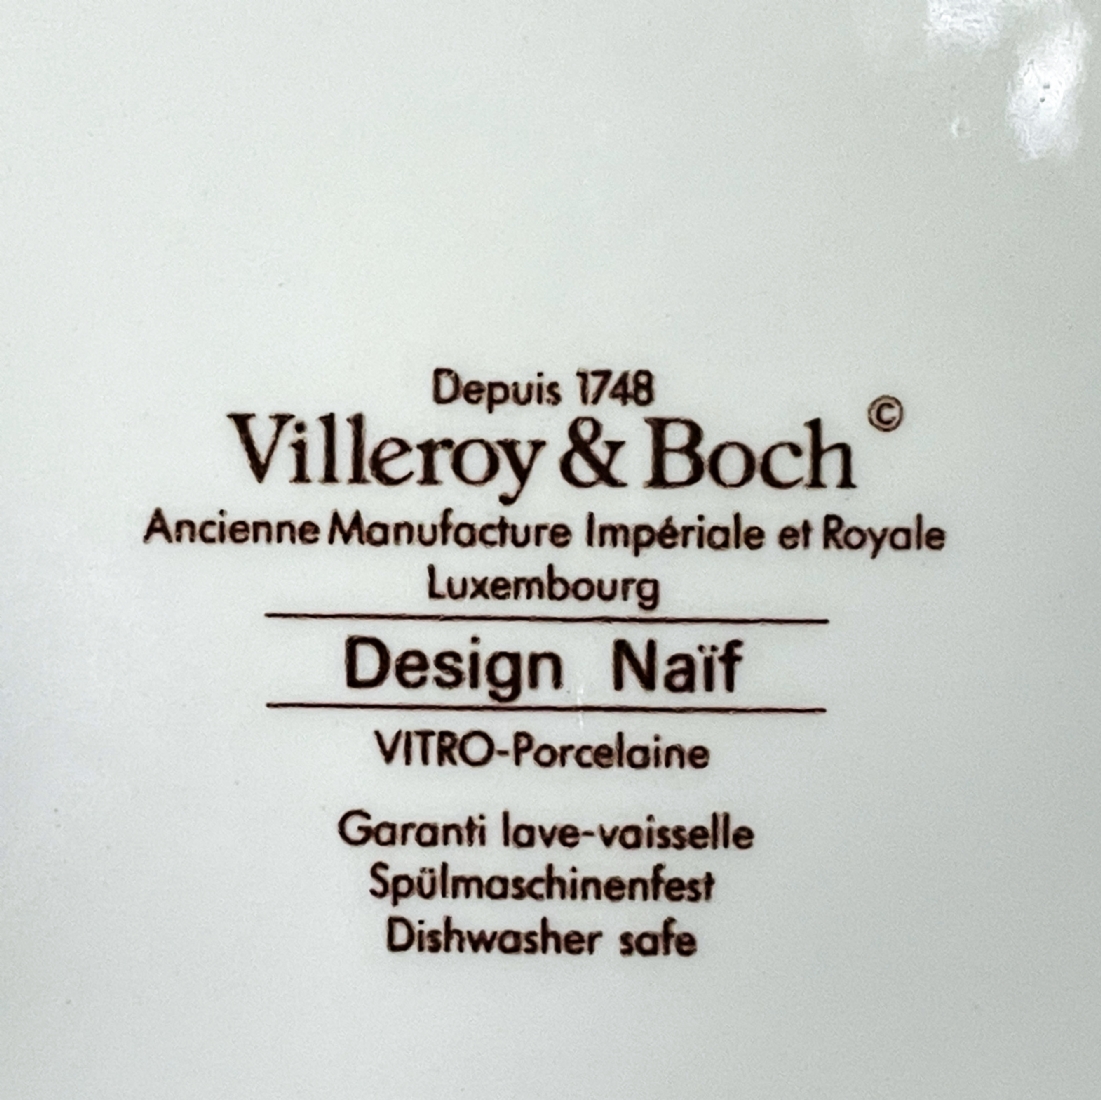 Depuis 1748
Villeroy & Boch ©
Ancienne Manufacture Impériale et Royale
Luxembourg
Design Naïf
VITRO-Porcelaine
Garanti lave-vaisselle
Spülmaschinenfest
Dishwasher safe